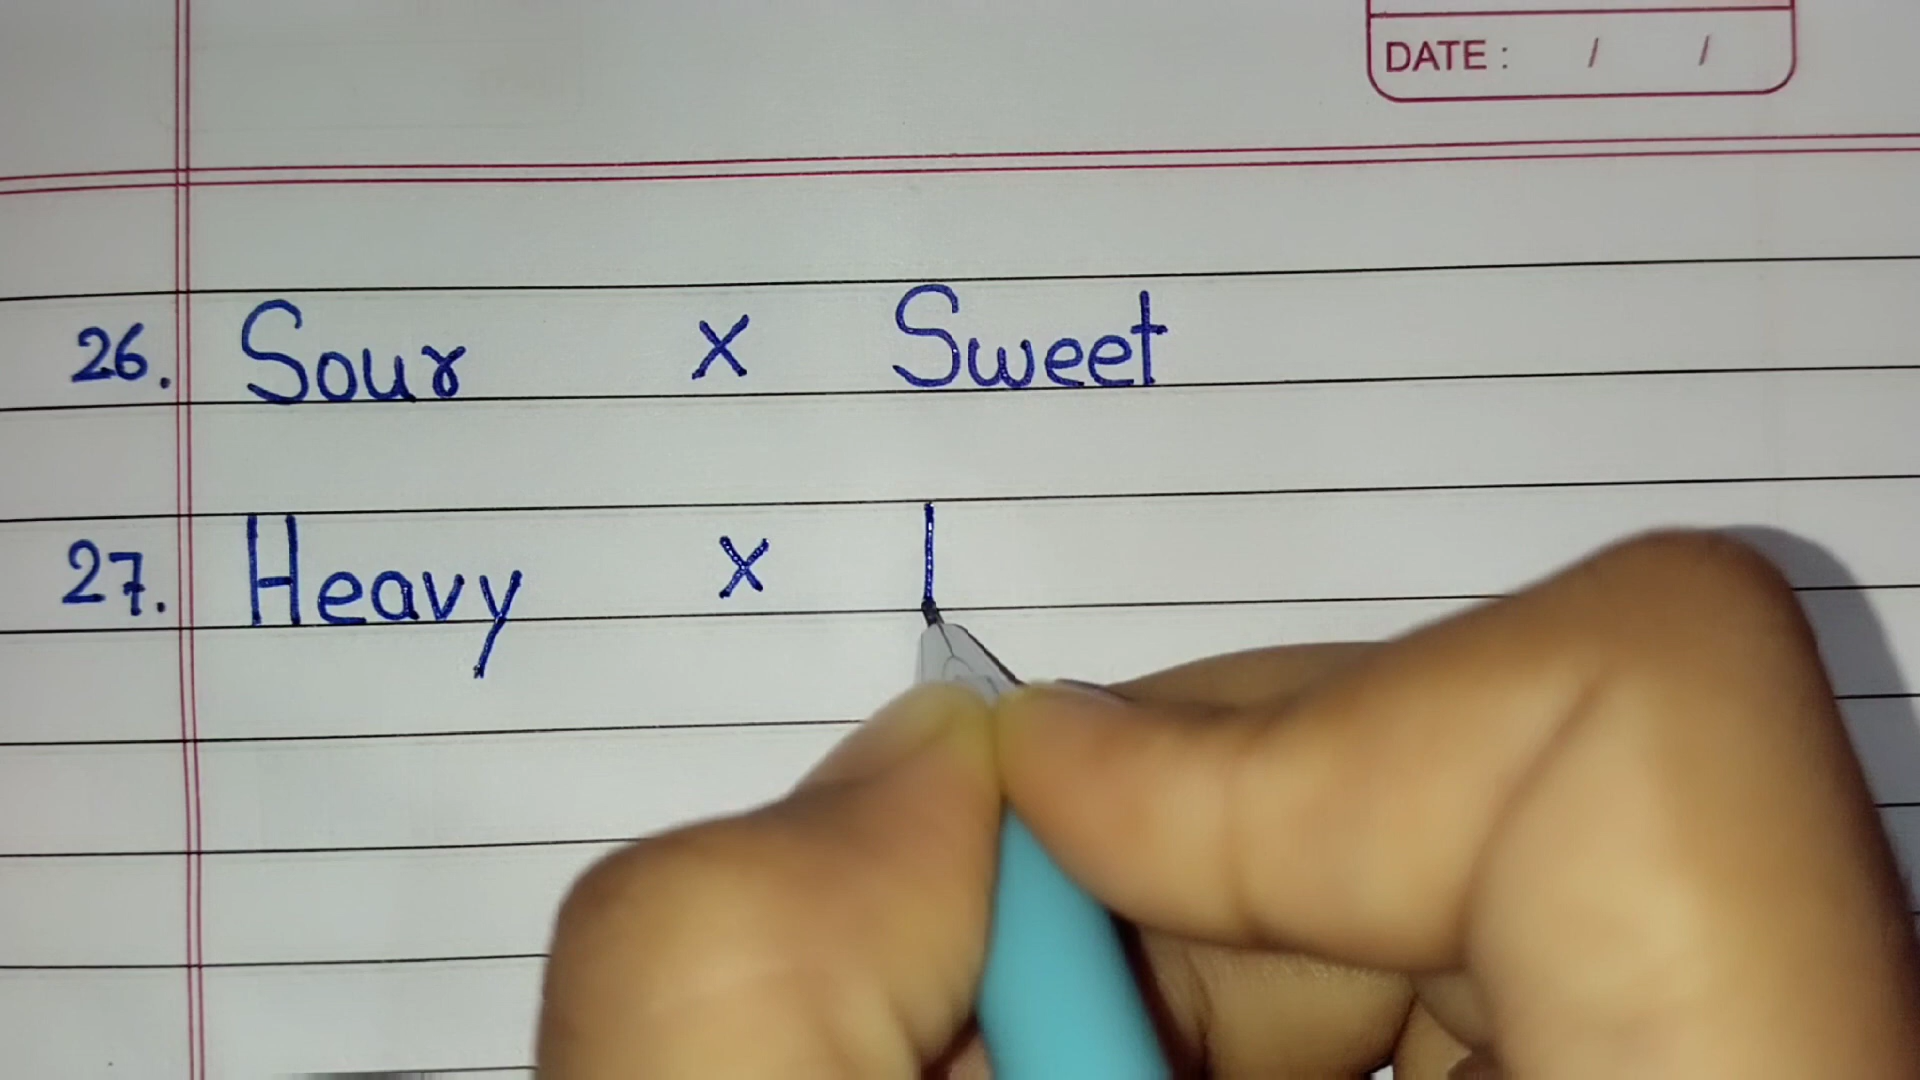 DATE : / /
26. Sour x Sweet
27. Heavy x